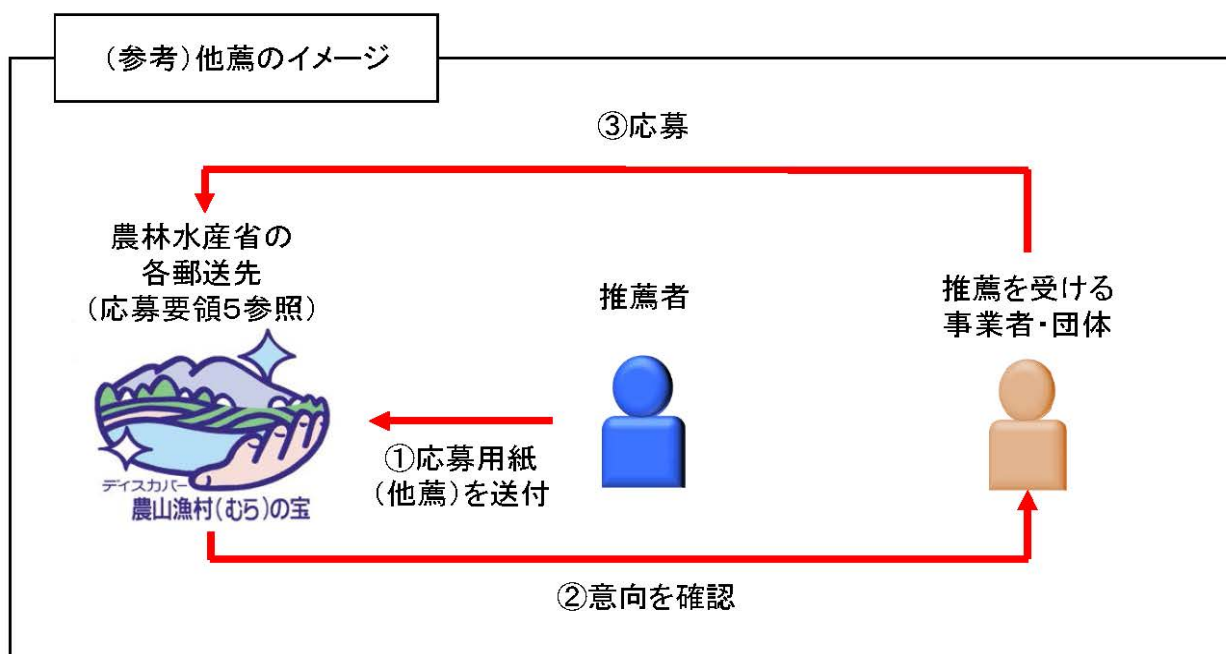 (参考)他薦のイメージ
③応募
農林水産省の
各郵送先
(応募要領5参照)
推薦者
推薦を受ける
事業者・団体
①応募用紙
(他薦)を送付
ディスカバー
農山漁村(むら)の宝
②意向を確認